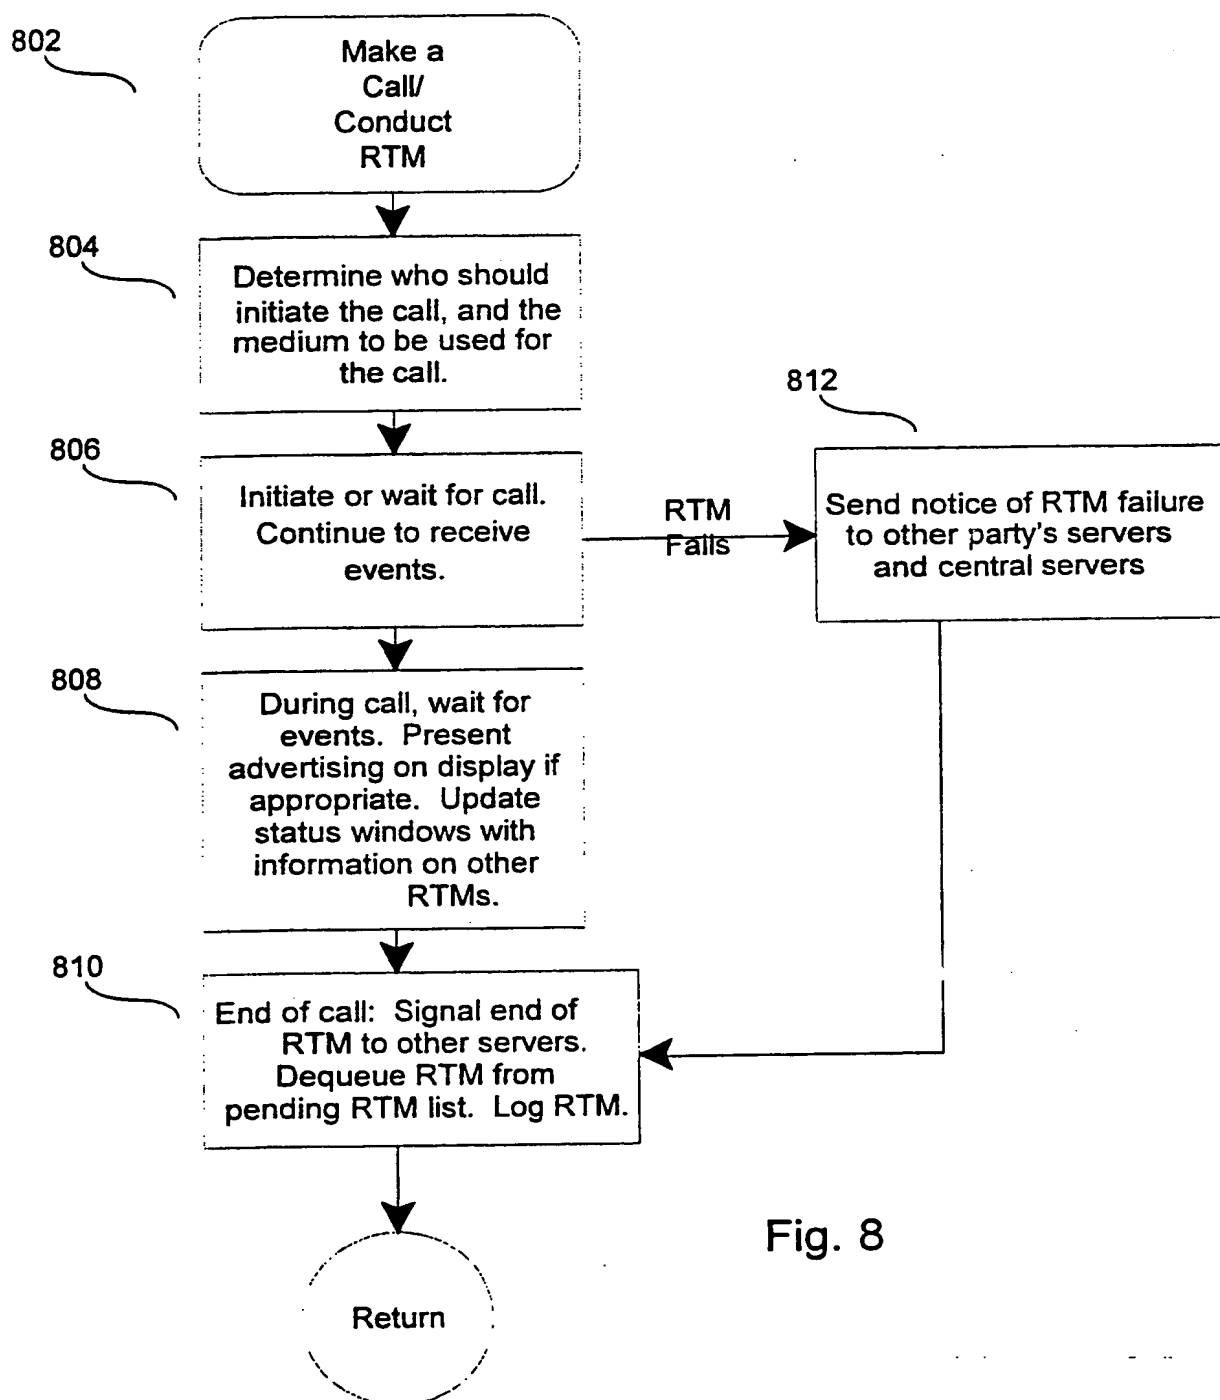 802
Make a
Call/
Conduct
RTM
804
Determine who should
initiate the call, and the
medium to be used for
the call.
806
Initiate or wait for call.
Continue to receive
events.
RTM
Fails
812
Send notice of RTM failure
to other party's servers
and central servers
808
During call, wait for
events. Present
advertising on display if
appropriate. Update
status windows with
information on other
RTMs.
810
End of call: Signal end of
RTM to other servers.
Dequeue RTM from
pending RTM list. Log RTM.
Return
Fig. 8